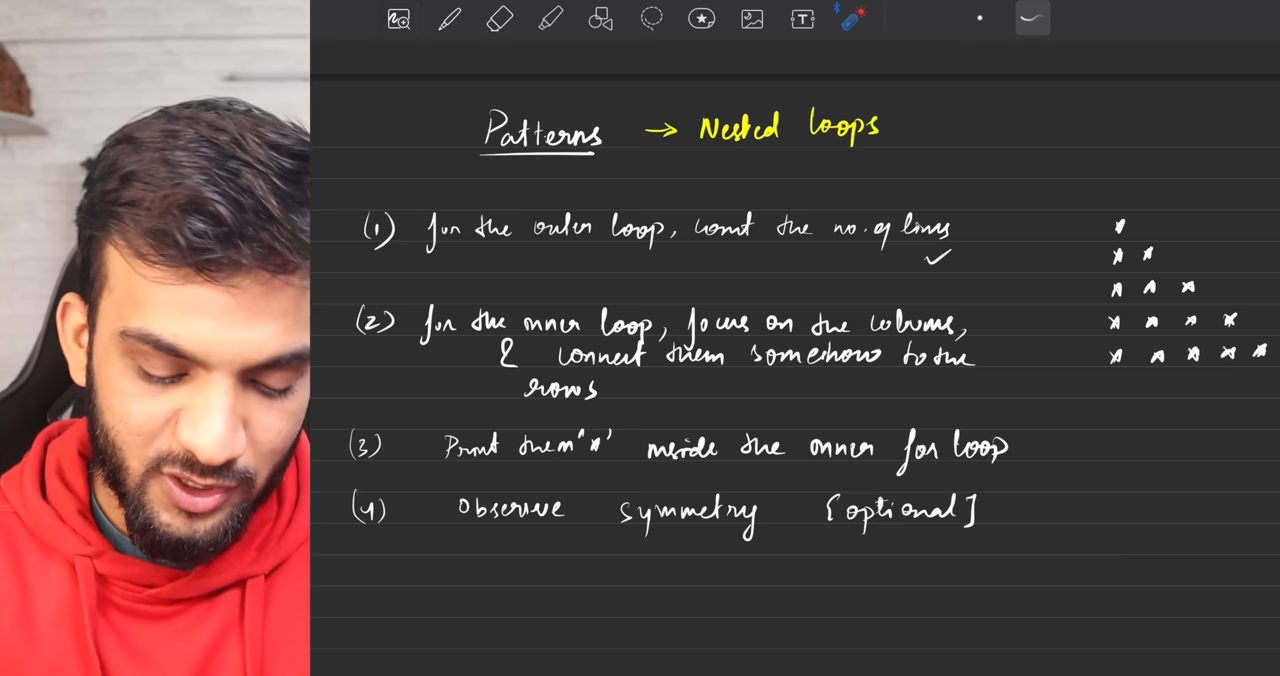 Patterns → Nested loops
(1) for the outer loop, count the no. of lines
(2) for the inner loop, focus on the columns,
& connect them somehow to the
rows
(3) Print them '*' inside the inner for loop
(4) Observe symmetry [optional]
*
* *
* * *
* * * *
* * * * *